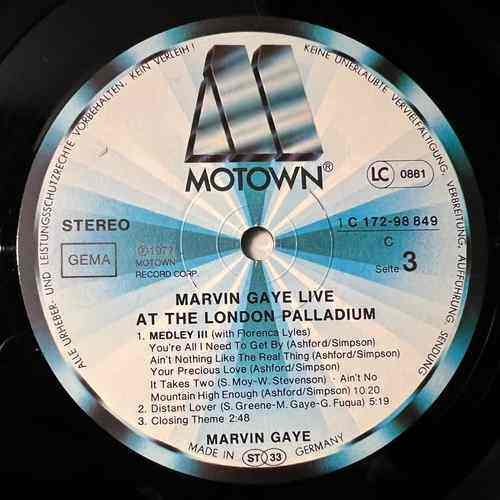 ALLE URHEBER- UND LEISTUNGSSCHUTZRECHTE VORBEHALTEN. KEIN VERLEIH! KEINE UNERLAUBTE VERVIELFÄLTIGUNG, VERBREITUNG, AUFFÜHRUNG, SENDUNG
MOTOWN®
LC 0881
STEREO
1 C 172-98 849
GEMA
℗1977
MOTOWN
RECORD CORP.
C
Seite 3
MARVIN GAYE LIVE
AT THE LONDON PALLADIUM
1. MEDLEY III (with Florenca Lyles)
You're All I Need To Get By (Ashford/Simpson)
Ain't Nothing Like The Real Thing (Ashford/Simpson)
Your Precious Love (Ashford/Simpson)
It Takes Two (S. Moy-W. Stevenson) · Ain't No
Mountain High Enough (Ashford/Simpson) 10:20
2. Distant Lover (S. Greene-M. Gaye-G. Fuqua) 5:19
3. Closing Theme 2:48
MARVIN GAYE
MADE IN ST 33 GERMANY